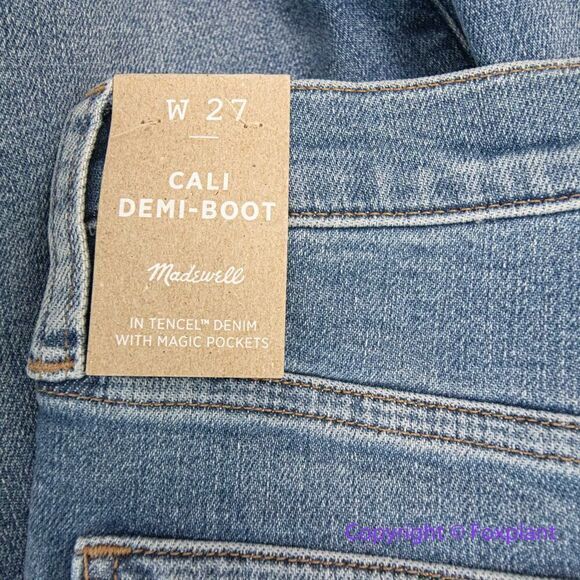 W 27
CALI
DEMI-BOOT
Madewell
IN TENCEL™ DENIM
WITH MAGIC POCKETS
Copyright © Foxplant